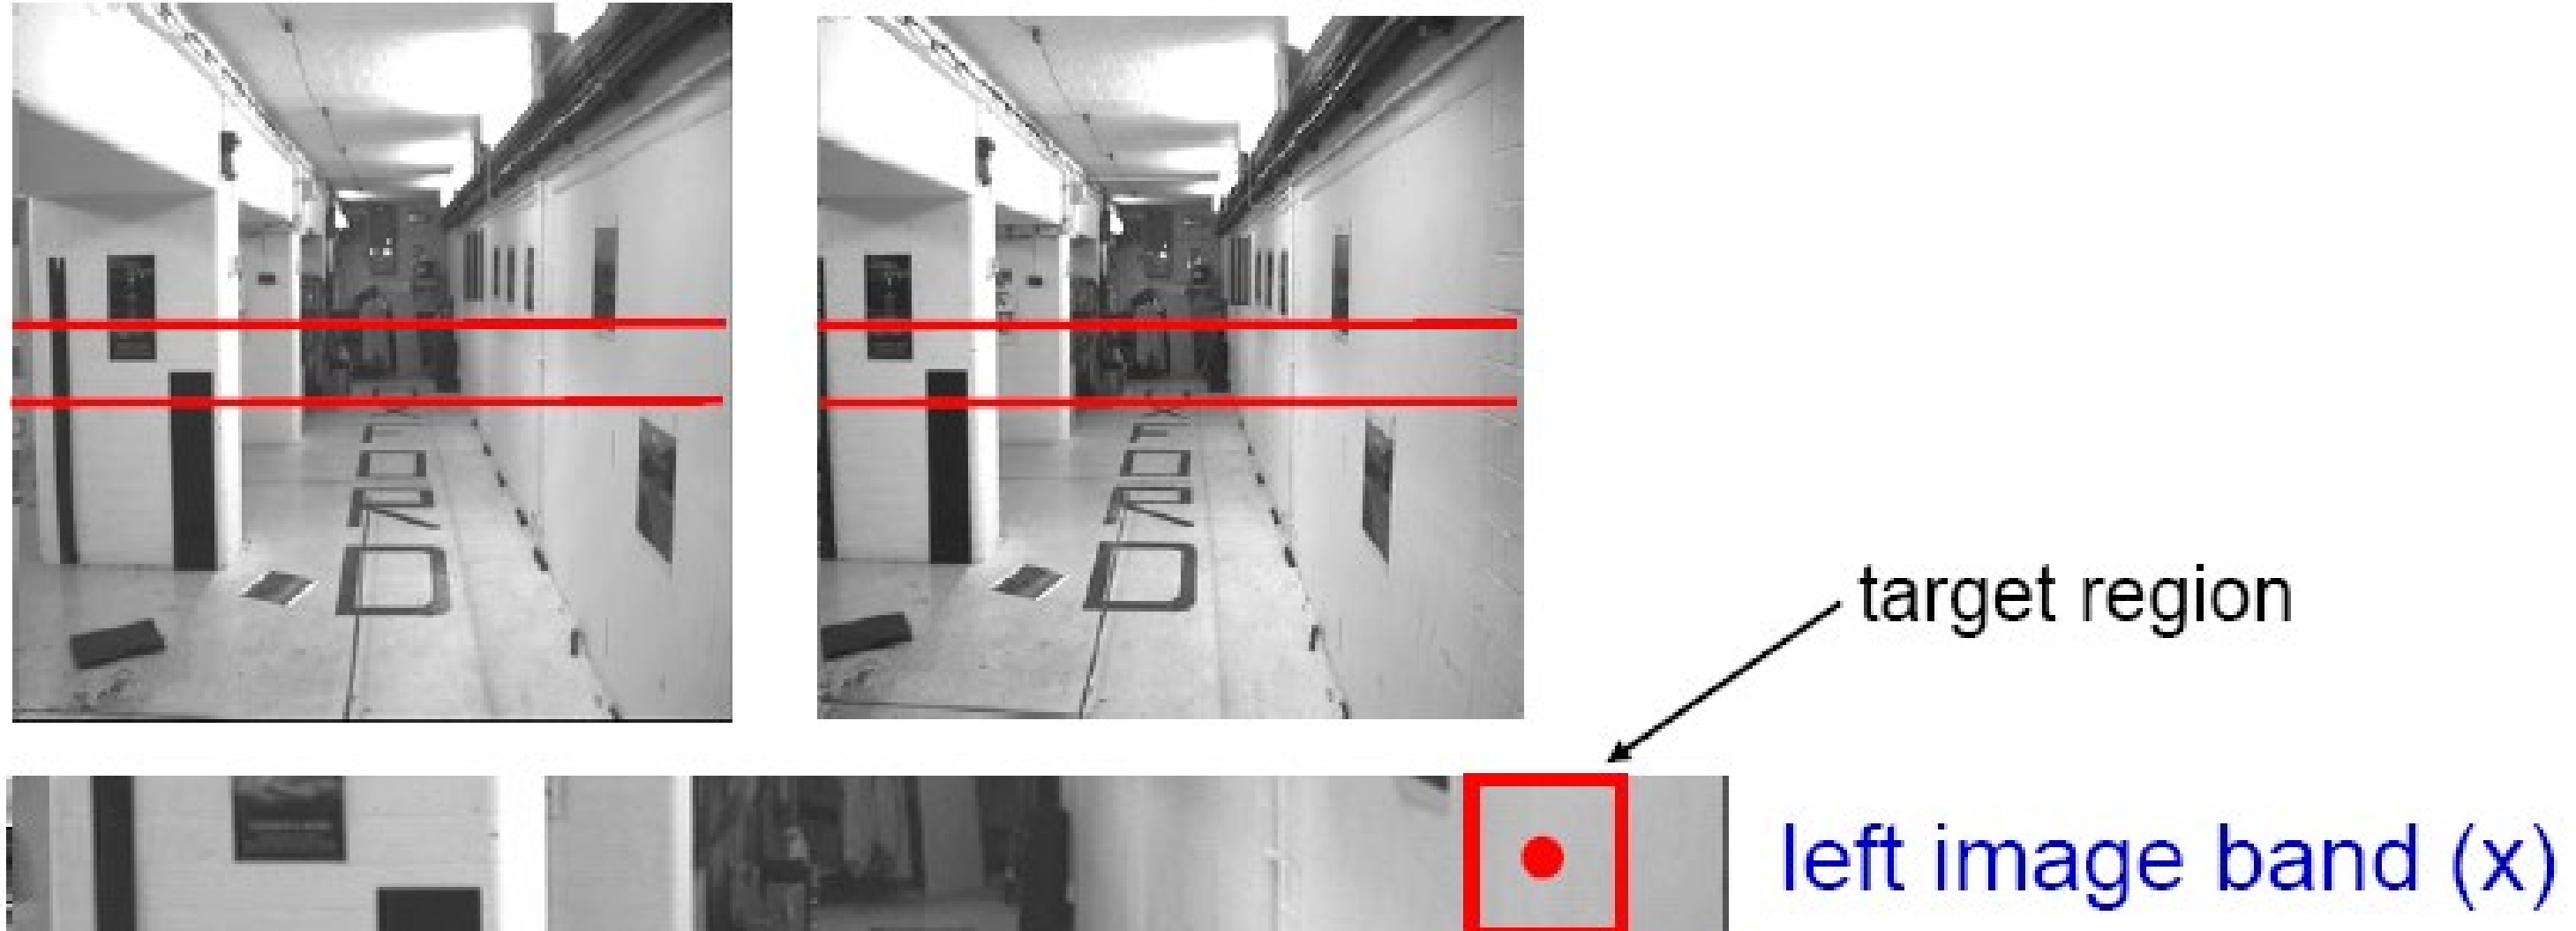 target region
left image band (x)